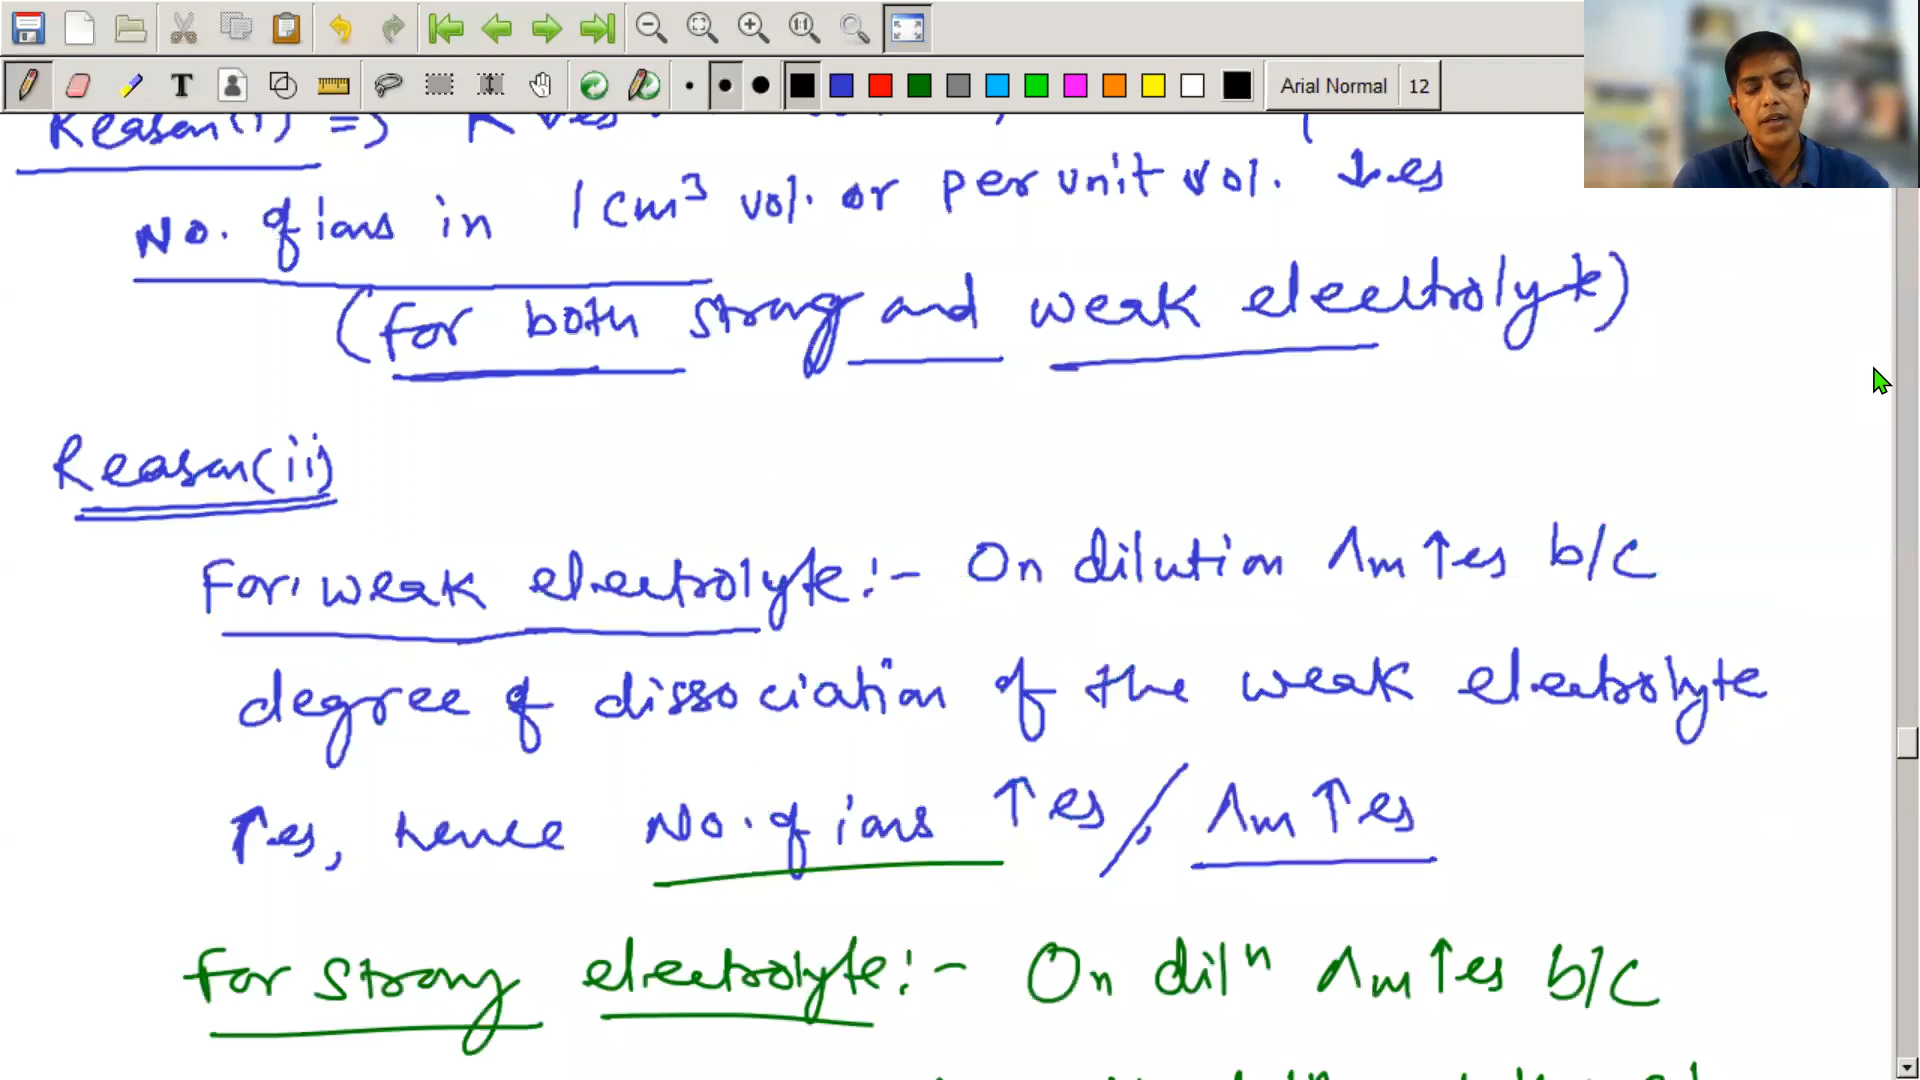 T
Arial Normal 12
Reason(i) =>
No. of ions in 1cm³ vol. or per unit vol. ↓es
(for both strong and weak electrolyte)
Reason(ii)
For weak electrolyte:- On dilution Λm ↑es b/c
degree of dissociation of the weak electrolyte
↑es, hence No. of ions ↑es, / Λm ↑es
for strong electrolyte:- On dilⁿ Λm ↑es b/c